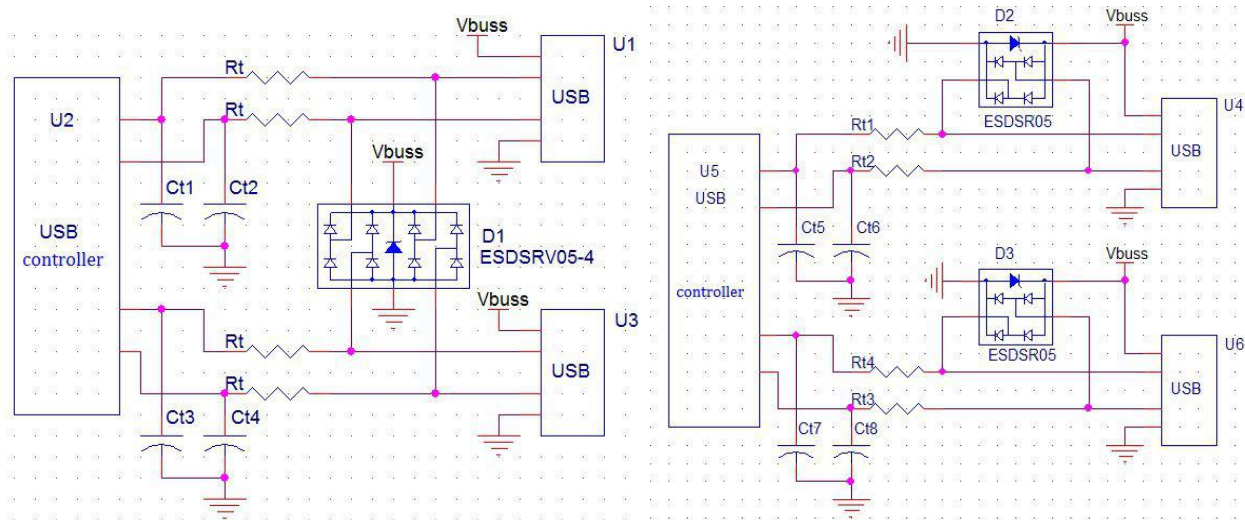 Vbuss
U1
Rt
U2
Rt
USB
Vbuss
Ct1
Ct2
USB
controller
D1
ESDSRV05-4
Vbuss
U3
Rt
USB
Rt
Ct3
Ct4
D2
Vbuss
U4
ESDSR05
Rt1
USB
U5
Rt2
USB
Ct5
Ct6
D3
Vbuss
controller
U6
ESDSR05
Rt4
USB
Rt3
Ct7
Ct8